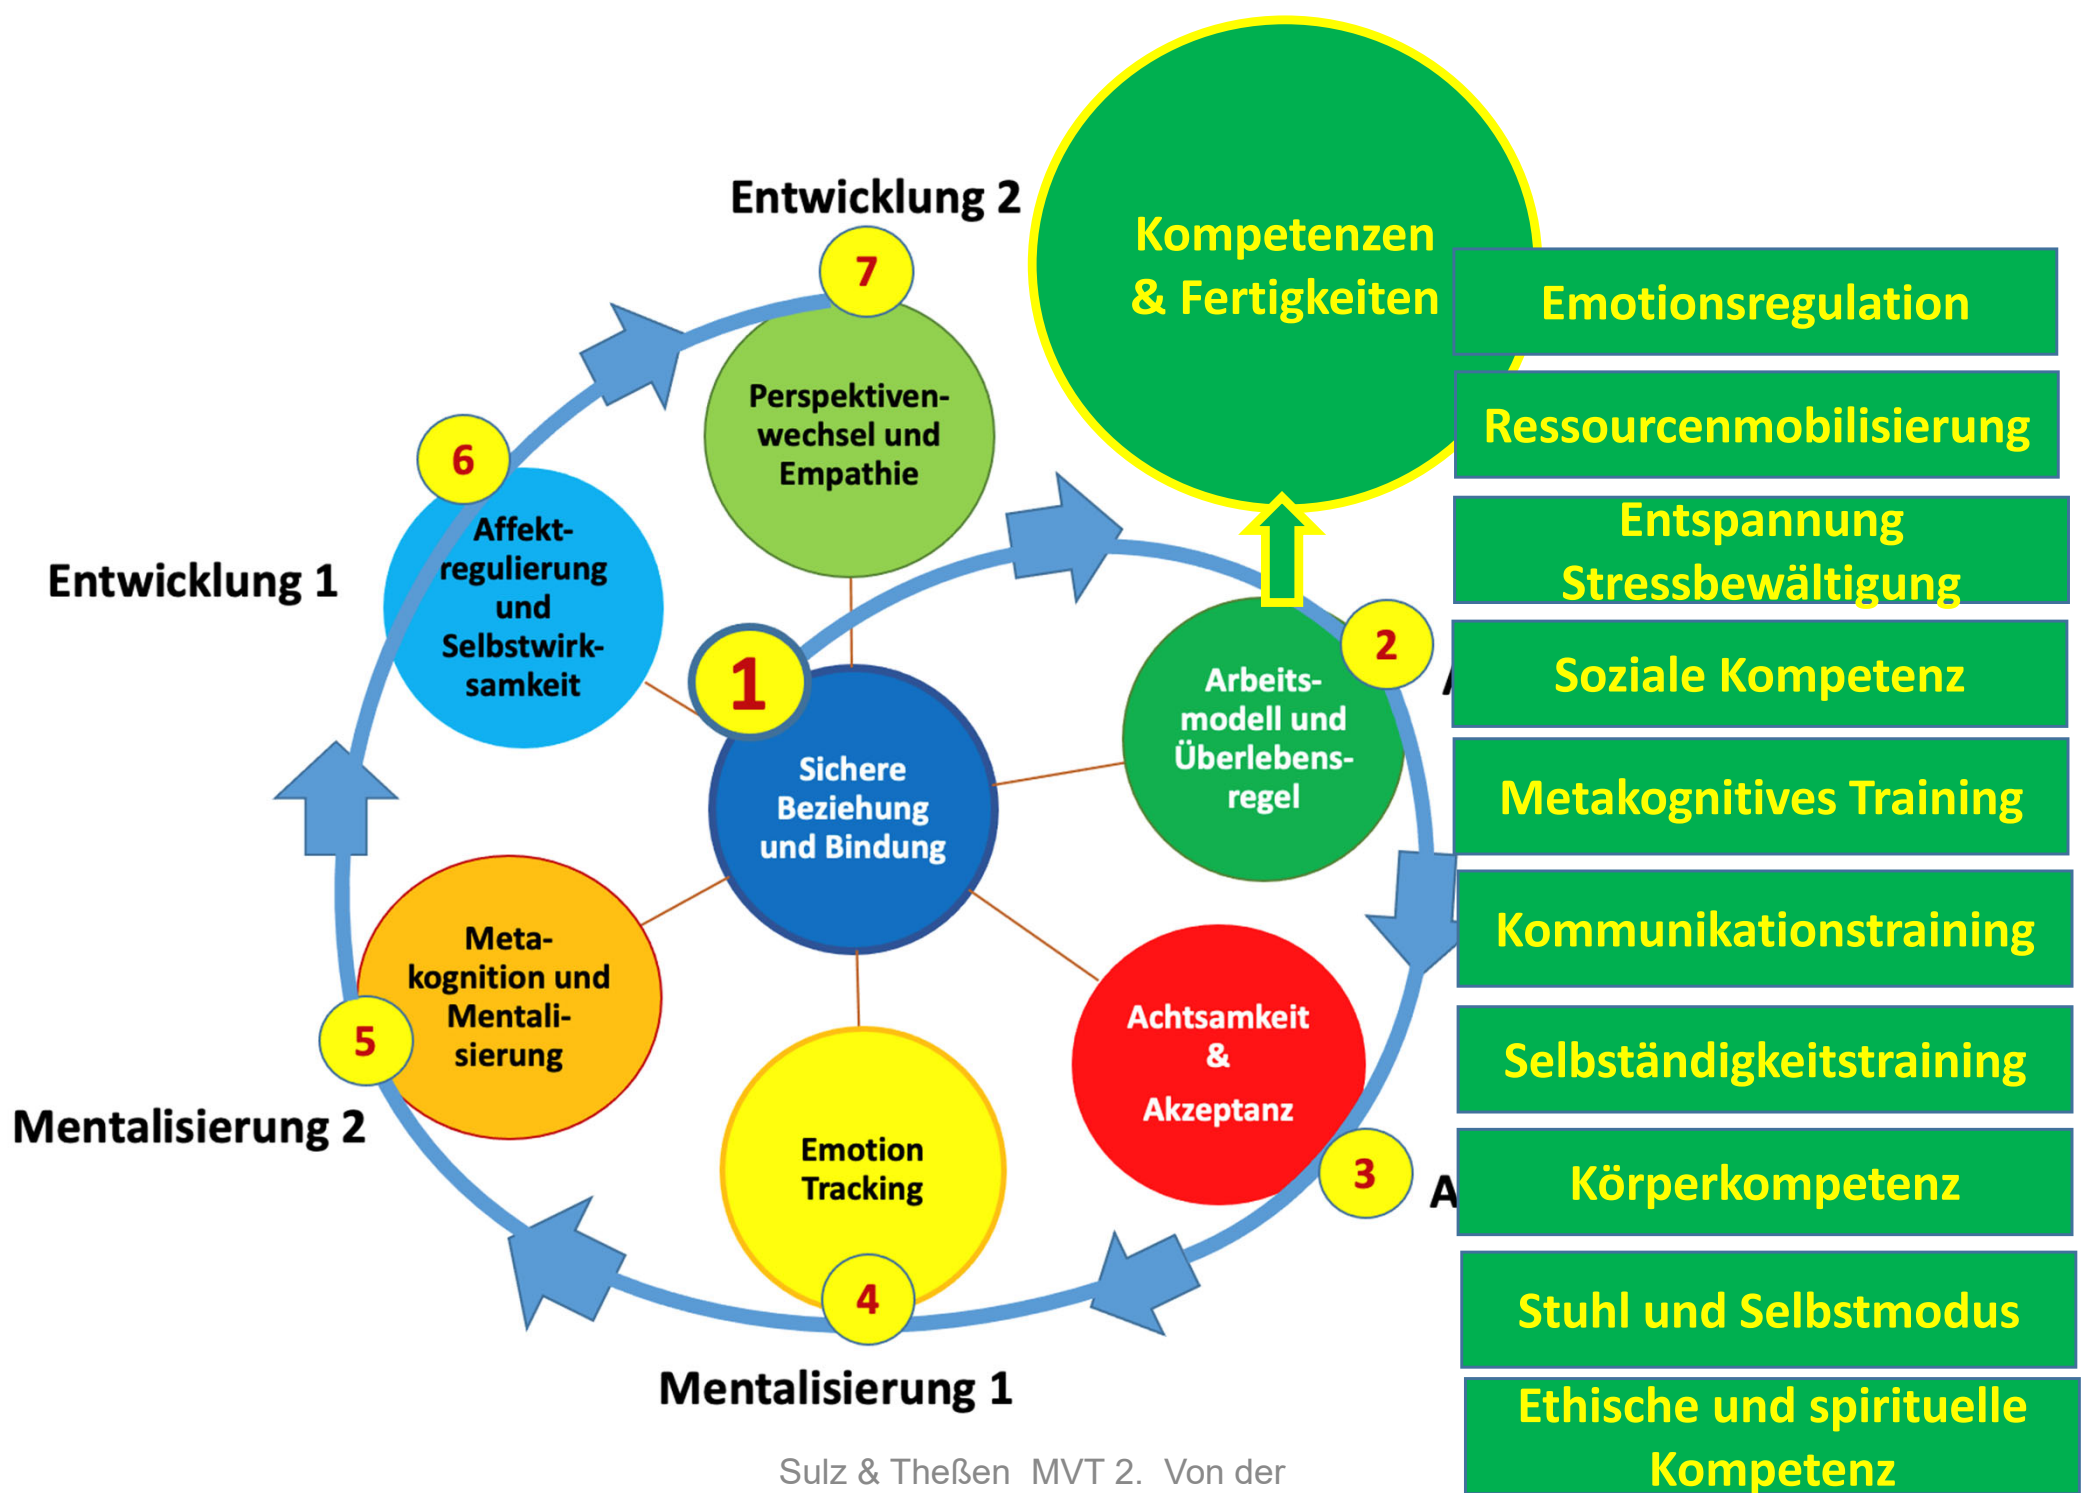 Entwicklung 2
7
Kompetenzen
& Fertigkeiten
Perspektiven-
wechsel und
Empathie
6
Affekt-
regulierung
und
Selbstwirk-
samkeit
Entwicklung 1
1
Sichere
Beziehung
und Bindung
2
Arbeits-
modell und
Überlebens-
regel
Meta-
kognition und
Mentali-
sierung
5
Mentalisierung 2
Achtsamkeit
&
Akzeptanz
3
A
Emotion
Tracking
4
Mentalisierung 1
Emotionsregulation
Ressourcenmobilisierung
Entspannung
Stressbewältigung
Soziale Kompetenz
Metakognitives Training
Kommunikationstraining
Selbständigkeitstraining
Körperkompetenz
Stuhl und Selbstmodus
Ethische und spirituelle
Kompetenz
Sulz & Theßen MVT 2. Von der